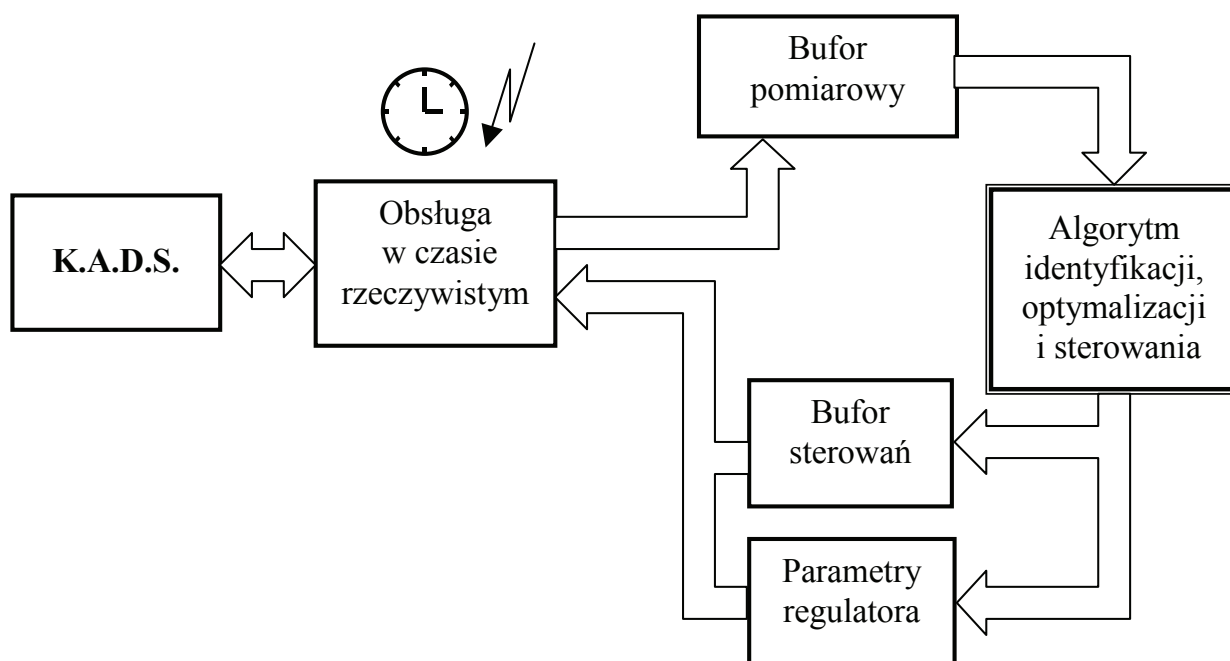 Bufor
pomiarowy
K.A.D.S.
Obsługa
w czasie
rzeczywistym
Algorytm
identyfikacji,
optymalizacji
i sterowania
Bufor
sterowań
Parametry
regulatora